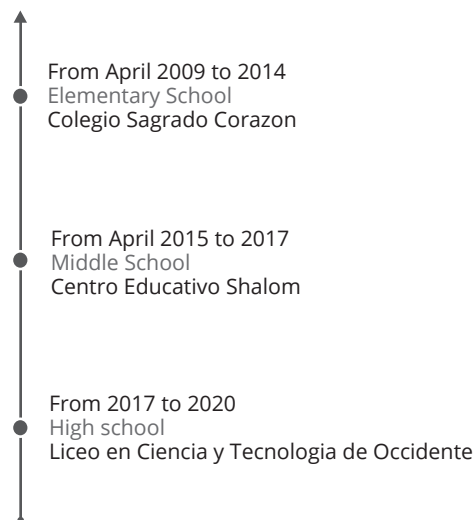 From April 2009 to 2014
Elementary School
Colegio Sagrado Corazon
From April 2015 to 2017
Middle School
Centro Educativo Shalom
From 2017 to 2020
High school
Liceo en Ciencia y Tecnologia de Occidente